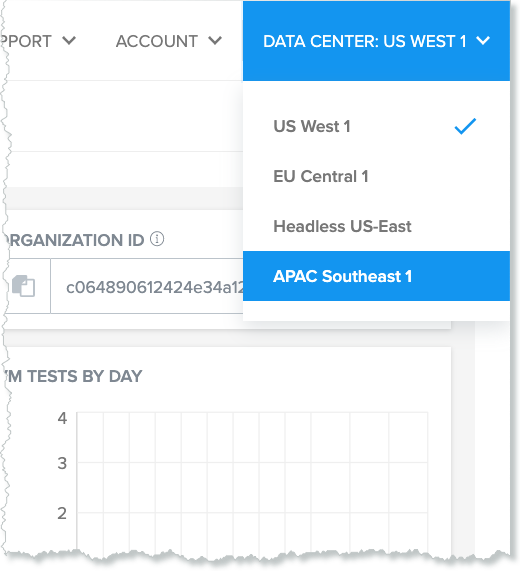 PPORT
ACCOUNT
DATA CENTER: US WEST 1
US West 1
EU Central 1
Headless US-East
APAC Southeast 1
RGANIZATION ID
c064890612424e34a12
M TESTS BY DAY
4
3
2